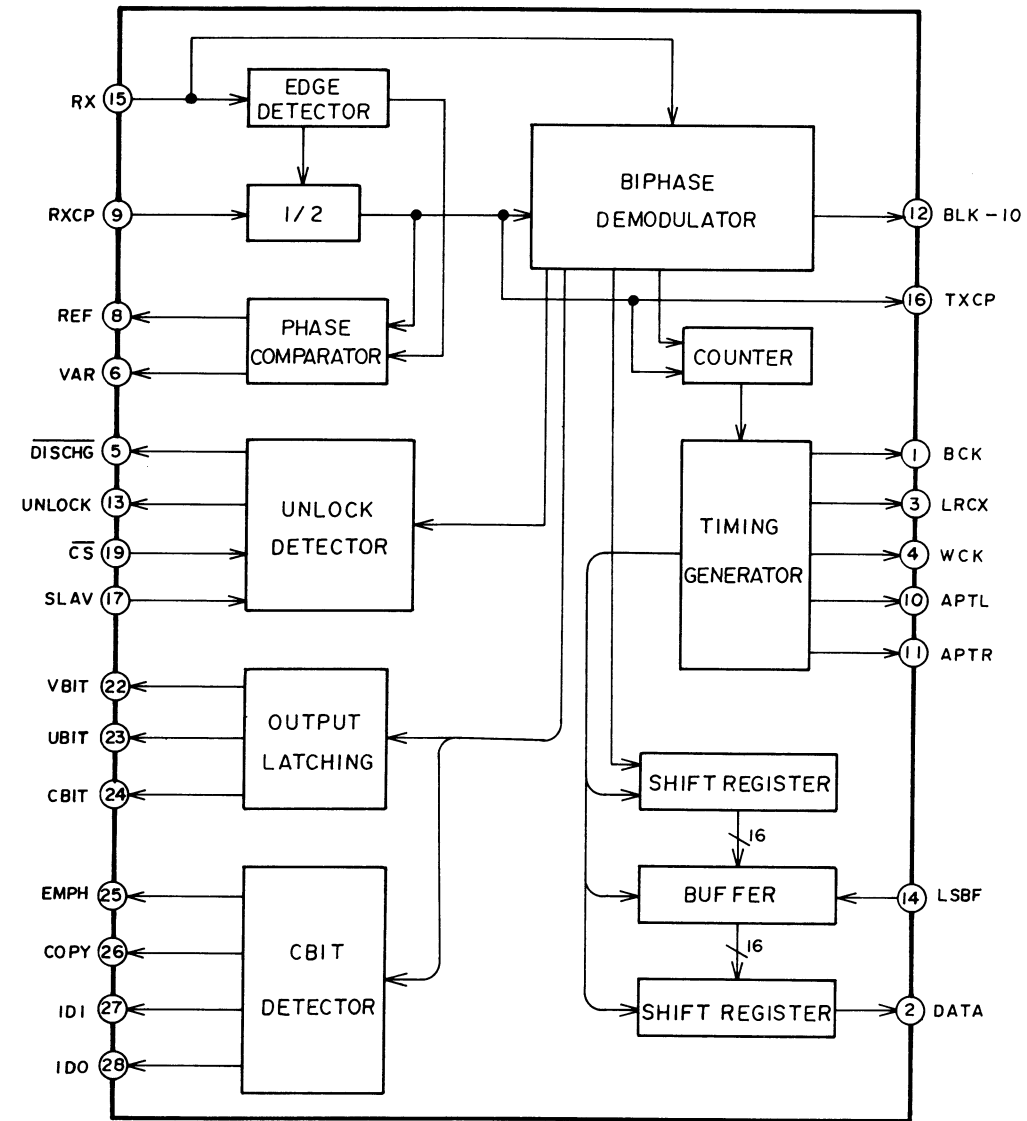 RX 15
EDGE
DETECTOR
RXCP 9
1/2
BIPHASE
DEMODULATOR
12 BLK-10
16 TXCP
REF 8
VAR 6
PHASE
COMPARATOR
COUNTER
DISCHG 5
UNLOCK 13
CS 19
SLAV 17
UNLOCK
DETECTOR
TIMING
GENERATOR
1 BCK
3 LRCX
4 WCK
10 APTL
11 APTR
VBIT 22
UBIT 23
CBIT 24
OUTPUT
LATCHING
SHIFT REGISTER
16
BUFFER
14 LSBF
16
SHIFT REGISTER
2 DATA
EMPH 25
COPY 26
ID1 27
ID0 28
CBIT
DETECTOR